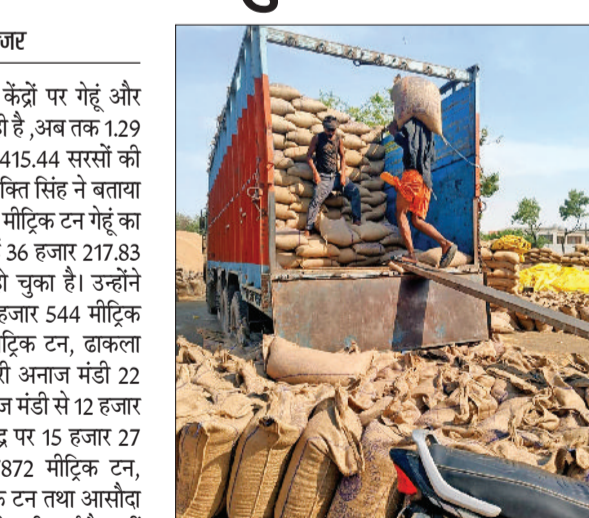 केंद्रों पर गेहूं और
है ,अब तक 1.29
415.44 सरसों की
सिंह ने बताया
मीट्रिक टन गेहूं का
36 हजार 217.83
चुका है। उन्होंने
हजार 544 मीट्रिक
टन, ढाकला
अनाज मंडी 22
मंडी से 12 हजार
पर 15 हजार 27
872 मीट्रिक टन,
टन तथा आसौदा